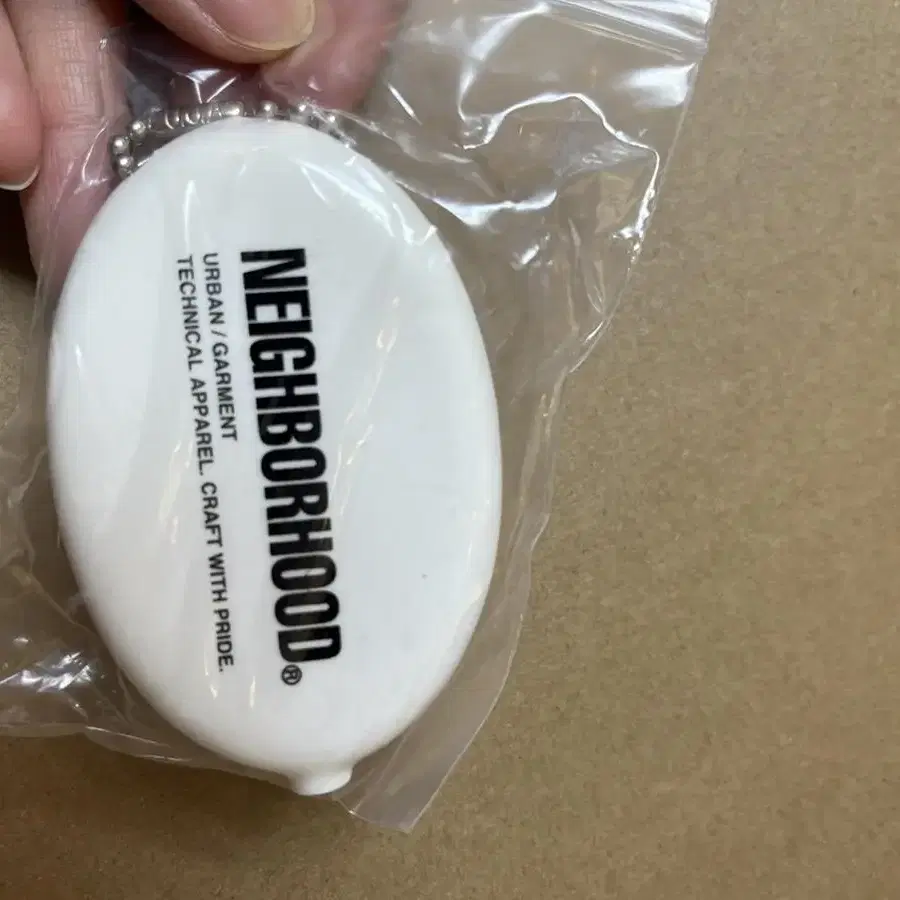 NEIGHBORHOOD®
URBAN / GARMENT
TECHNICAL APPAREL. CRAFT WITH PRIDE.